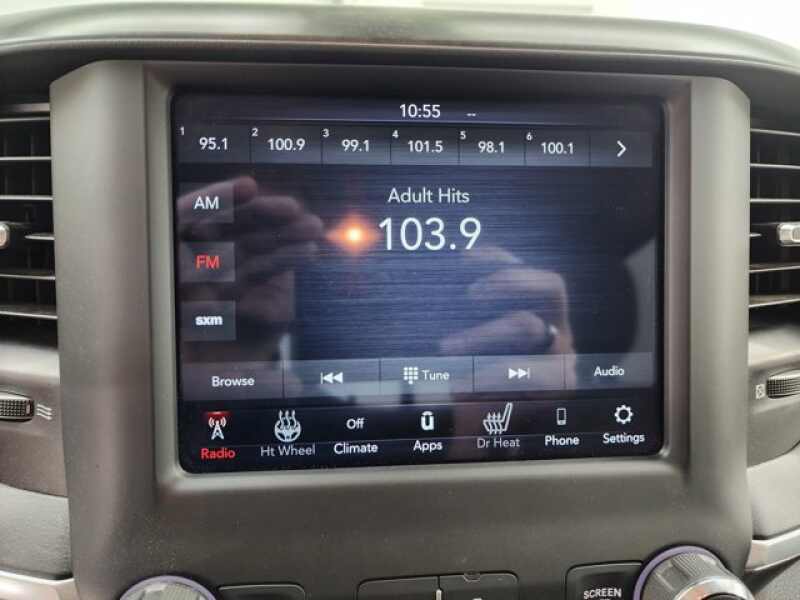 10:55 --
1 95.1 2 100.9 3 99.1 4 101.5 5 98.1 6 100.1
AM
Adult Hits
103.9
FM
sxm
Browse Tune Audio
Off
Radio Ht Wheel Climate Apps Dr Heat Phone Settings
SCREEN